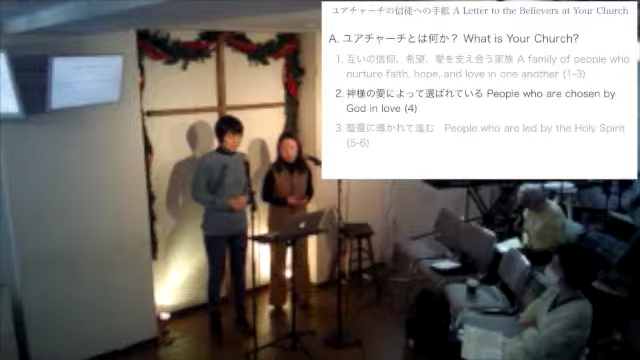 ユアチャーチの信徒への手紙 A Letter to the Believers at Your Church
A. ユアチャーチとは何か？ What is Your Church?
1. 互いの信仰、希望、愛を支え合う家族 A family of people who
nurture faith, hope, and love in one another (1-3)
2. 神様の愛によって選ばれている People who are chosen by
God in love (4)
3. 聖霊に導かれて進む People who are led by the Holy Spirit
(5-6)